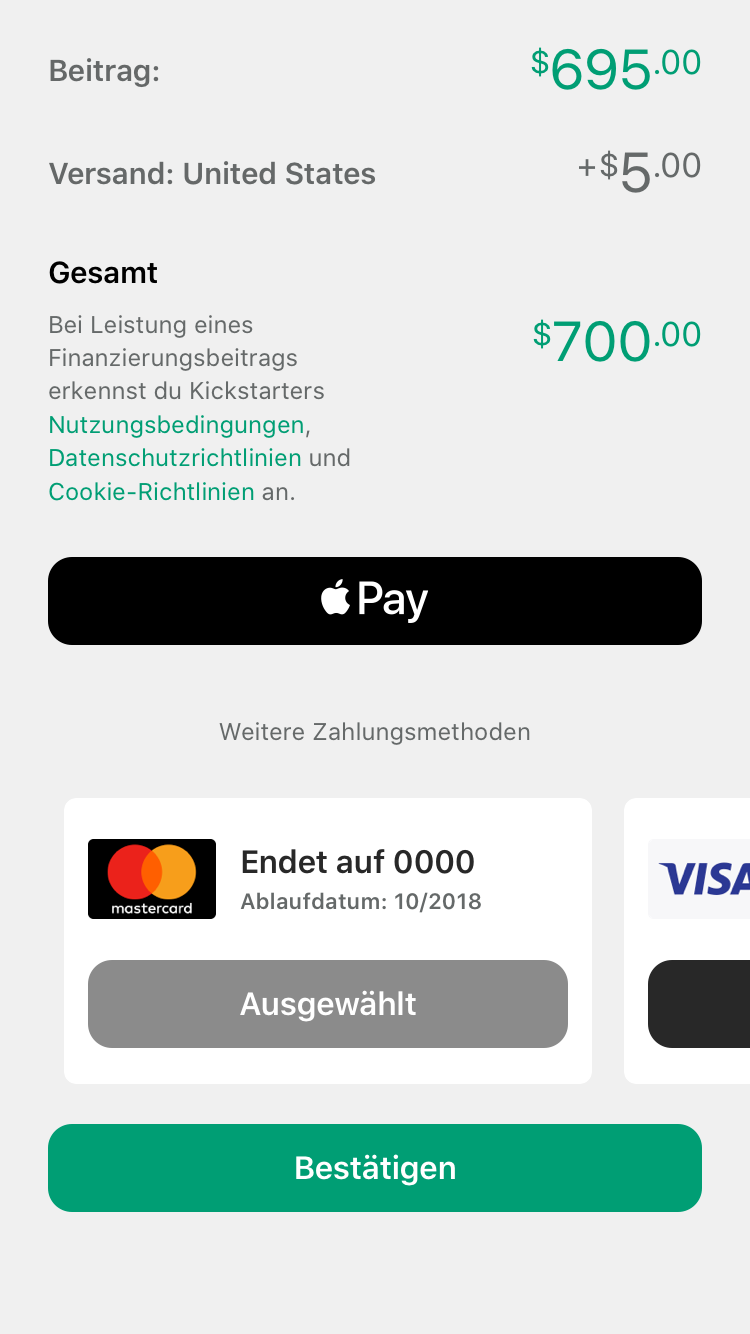 Beitrag: $695.00
Versand: United States +$5.00
Gesamt
Bei Leistung eines
Finanzierungsbeitrags
erkennst du Kickstarters
Nutzungsbedingungen,
Datenschutzrichtlinien und
Cookie-Richtlinien an.
$700.00
Pay
Weitere Zahlungsmethoden
mastercard
Endet auf 0000
Ablaufdatum: 10/2018
Ausgewählt
VISA
Bestätigen